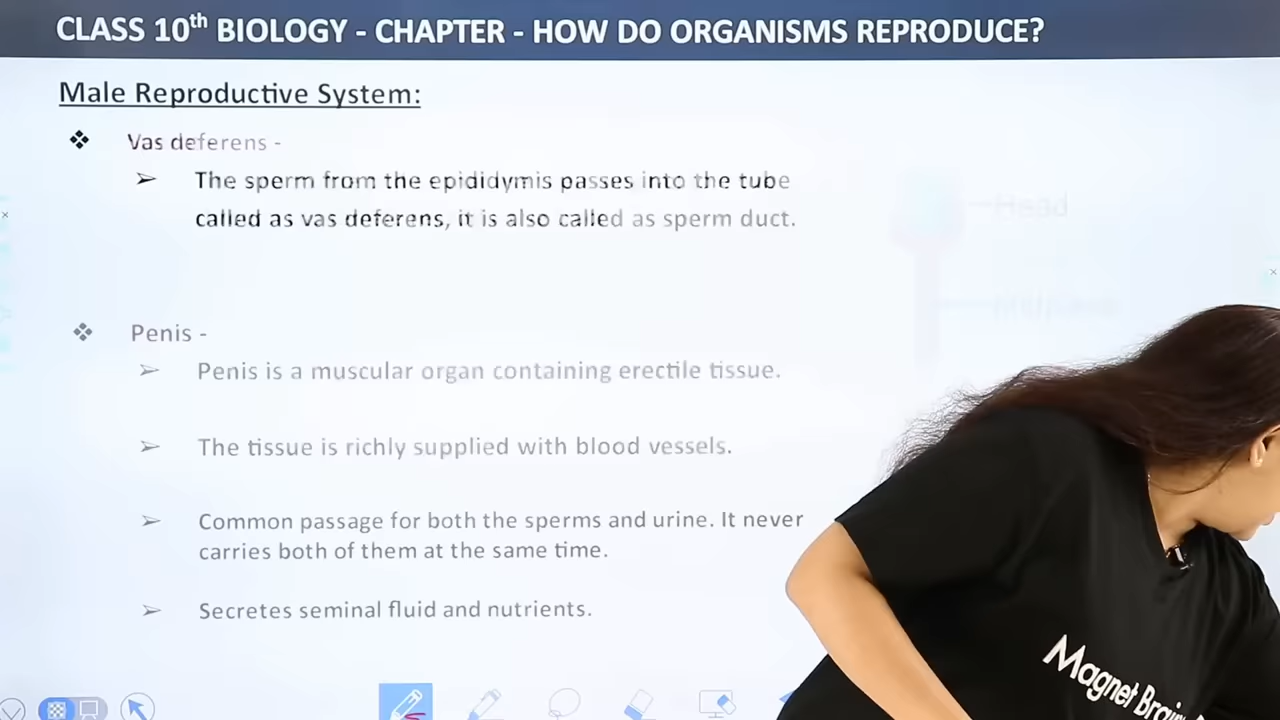 CLASS 10th BIOLOGY - CHAPTER - HOW DO ORGANISMS REPRODUCE?
Male Reproductive System:
❖ Vas deferens -
➢ The sperm from the epididymis passes into the tube
called as vas deferens, it is also called as sperm duct.
Head
❖ Penis -
➢ Penis is a muscular organ containing erectile tissue.
➢ The tissue is richly supplied with blood vessels.
➢ Common passage for both the sperms and urine. It never
carries both of them at the same time.
➢ Secretes seminal fluid and nutrients.
Magnet Brain